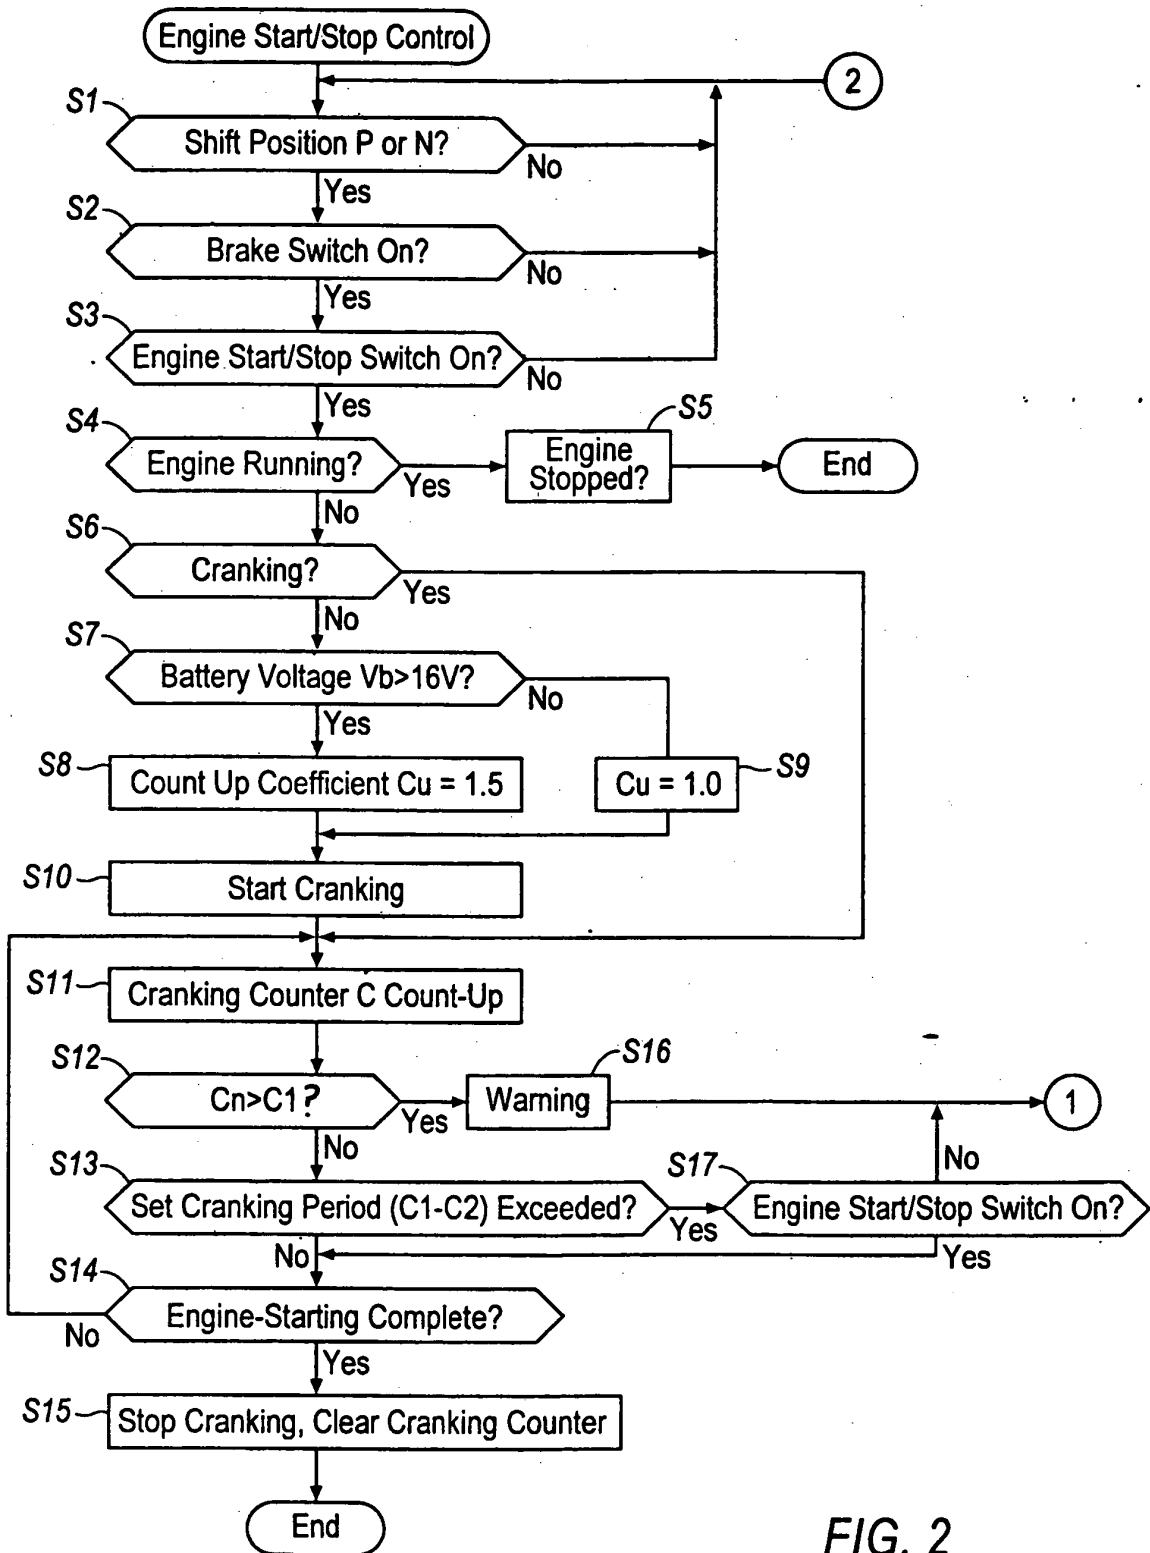 Engine Start/Stop Control
2
S1
Shift Position P or N?
No
Yes
S2
Brake Switch On?
No
Yes
S3
Engine Start/Stop Switch On?
No
Yes
S4
Engine Running?
Yes
S5
Engine
Stopped?
End
No
S6
Cranking?
Yes
No
S7
Battery Voltage Vb>16V?
No
Yes
S8
Count Up Coefficient Cu = 1.5
Cu = 1.0
S9
S10
Start Cranking
S11
Cranking Counter C Count-Up
S12
Cn>C1?
Yes
S16
Warning
1
No
S13
Set Cranking Period (C1-C2) Exceeded?
Yes
S17
No
Engine Start/Stop Switch On?
Yes
No
S14
Engine-Starting Complete?
No
Yes
S15
Stop Cranking, Clear Cranking Counter
End
FIG. 2